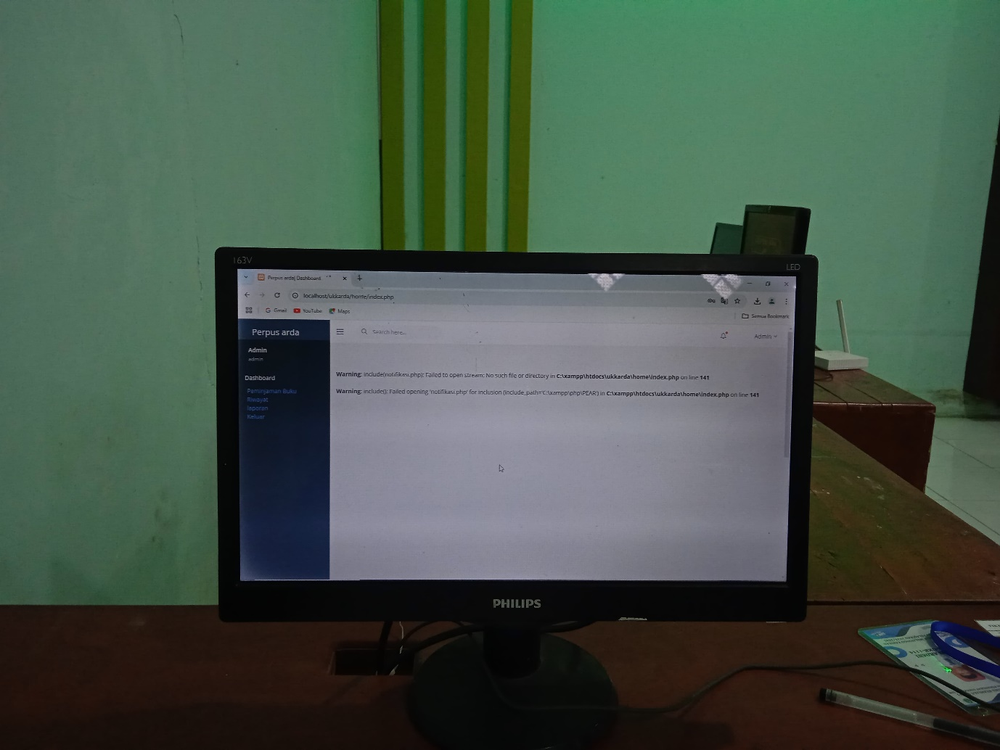 163V
LED
Perpus arda| Dashboard
localhost/ukkarda/home/index.php
Gmail
YouTube
Maps
Semua Bookmark
Perpus arda
Search here...
Admin
Admin
admin
Dashboard
Peminjaman Buku
Riwayat
laporan
Keluar
Warning: include(notifikasi.php): Failed to open stream: No such file or directory in C:\xampp\htdocs\ukkarda\home\index.php on line 141
Warning: include(): Failed opening 'notifikasi.php' for inclusion (include_path='C:\xampp\php\PEAR') in C:\xampp\htdocs\ukkarda\home\index.php on line 141
PHILIPS